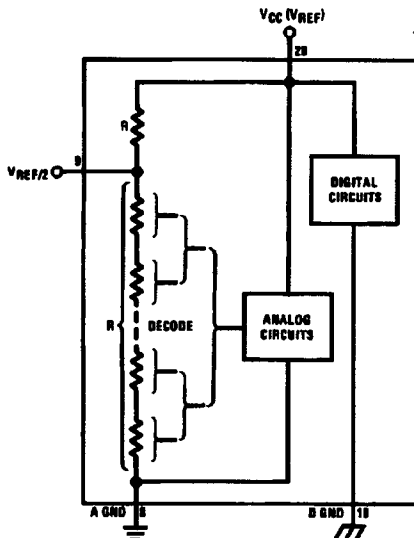 VCC (VREF)
20
R
9
VREF/2
DIGITAL
CIRCUITS
R
DECODE
ANALOG
CIRCUITS
A GND
8
D GND
10